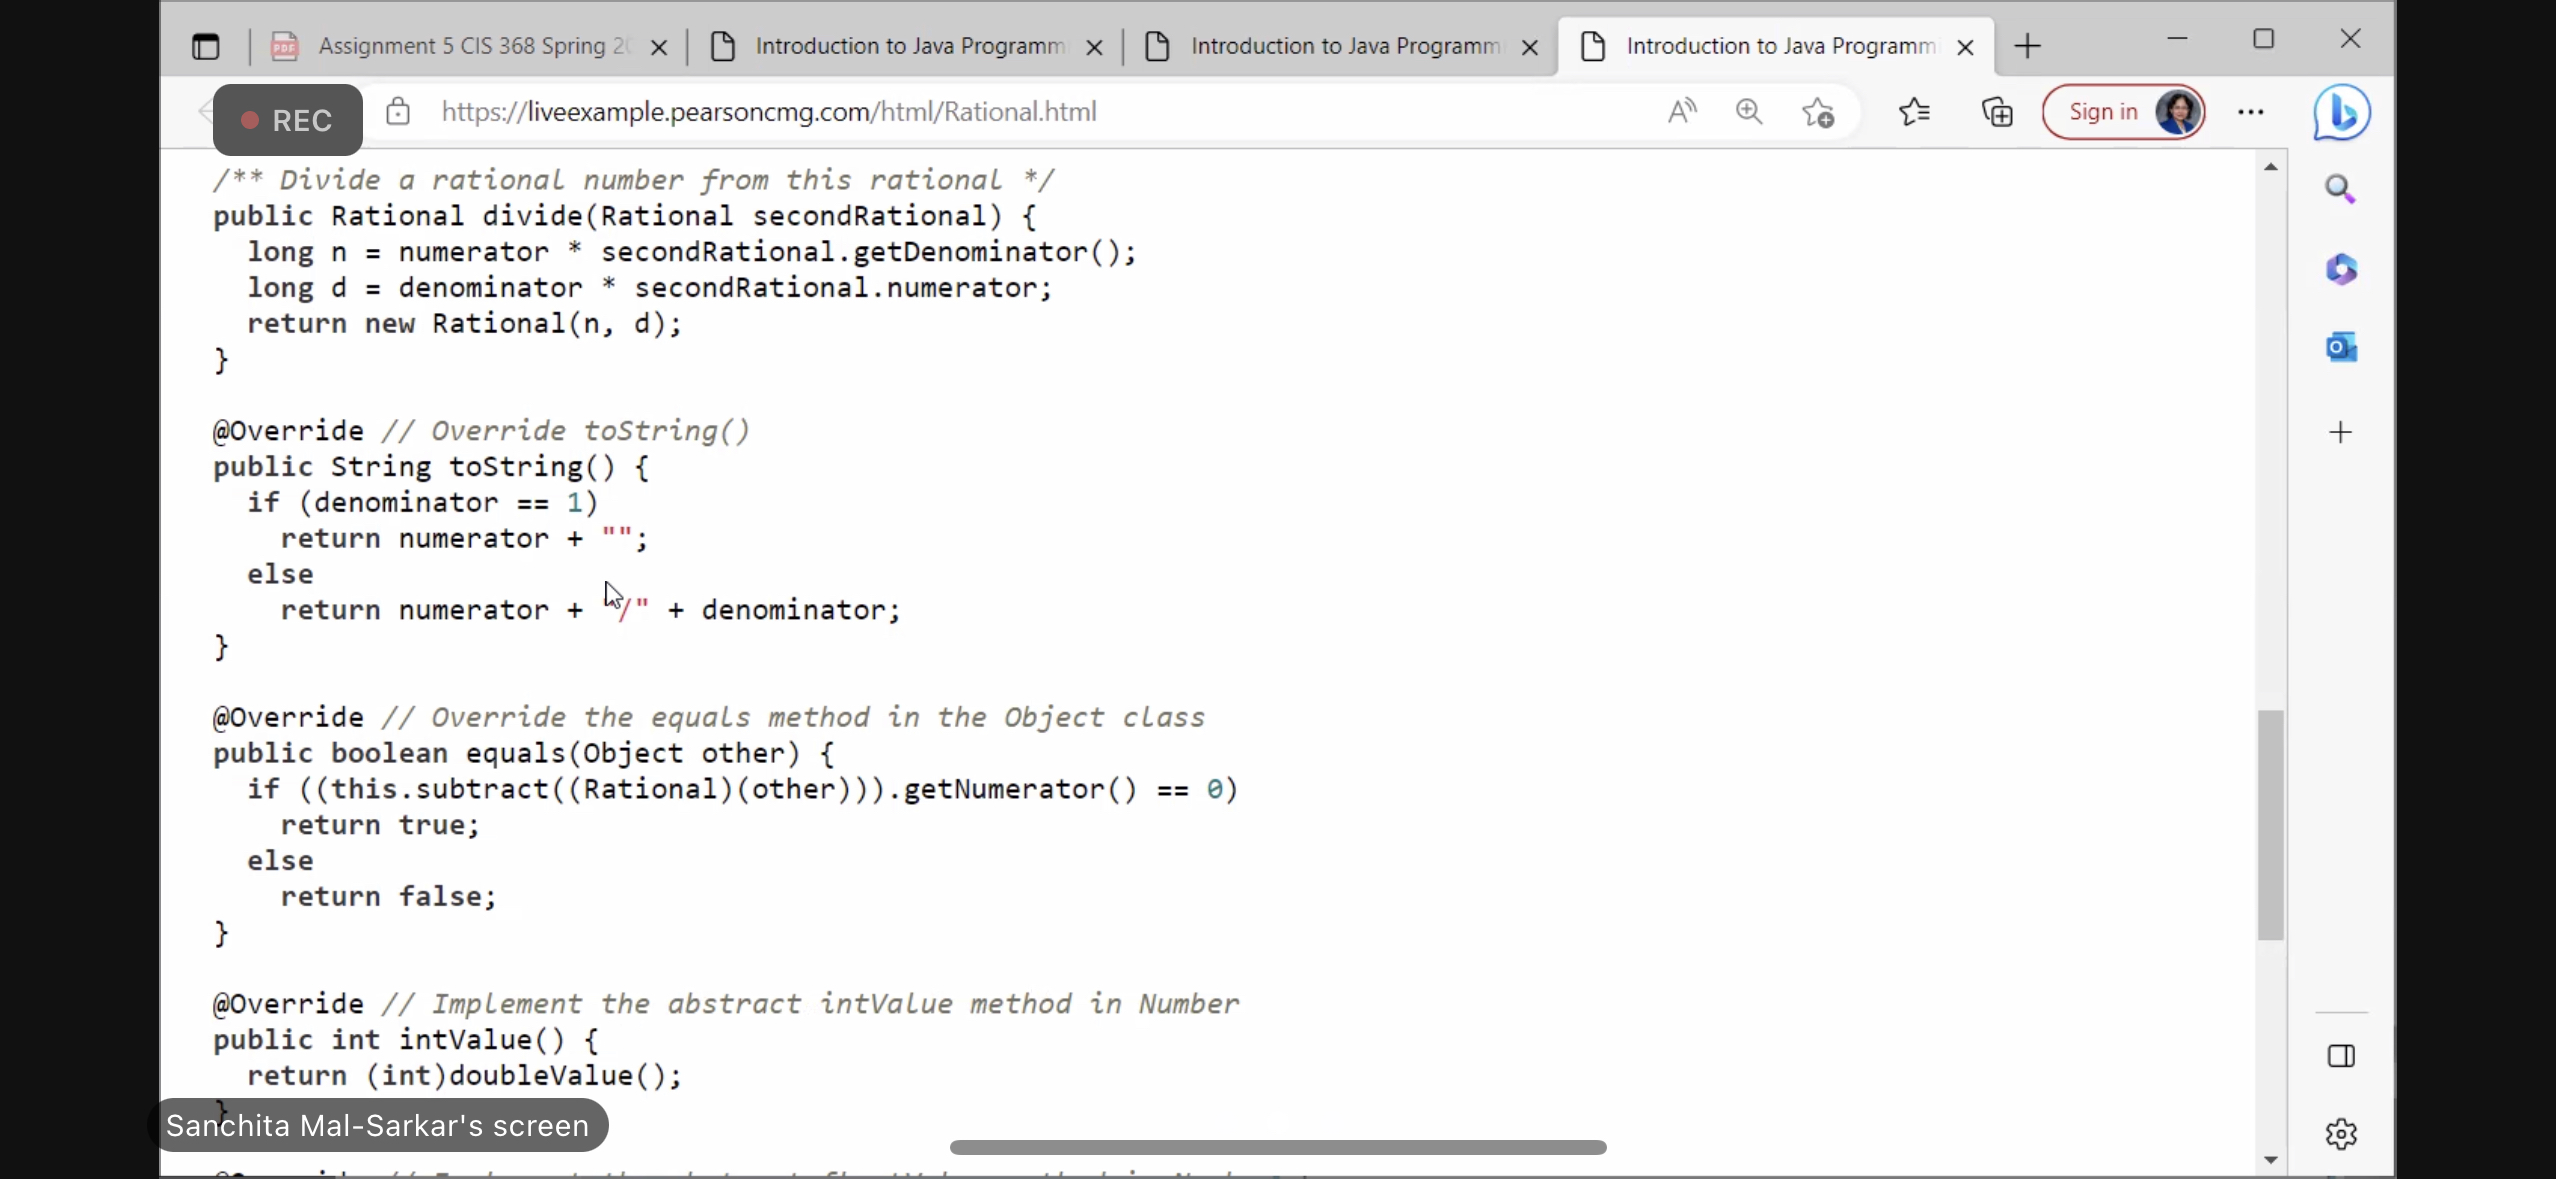 Assignment 5 CIS 368 Spring 20
Introduction to Java Programm
Introduction to Java Programm
Introduction to Java Programmi
REC
https://liveexample.pearsoncmg.com/html/Rational.html
Sign in
/** Divide a rational number from this rational */
public Rational divide(Rational secondRational) {
long n = numerator * secondRational.getDenominator();
long d = denominator * secondRational.numerator;
return new Rational(n, d);
}
@Override // Override toString()
public String toString() {
if (denominator == 1)
return numerator + "";
else
return numerator + "/" + denominator;
}
@Override // Override the equals method in the Object class
public boolean equals(Object other) {
if ((this.subtract((Rational)(other))).getNumerator() == 0)
return true;
else
return false;
}
@Override // Implement the abstract intValue method in Number
public int intValue() {
return (int)doubleValue();
}
Sanchita Mal-Sarkar's screen